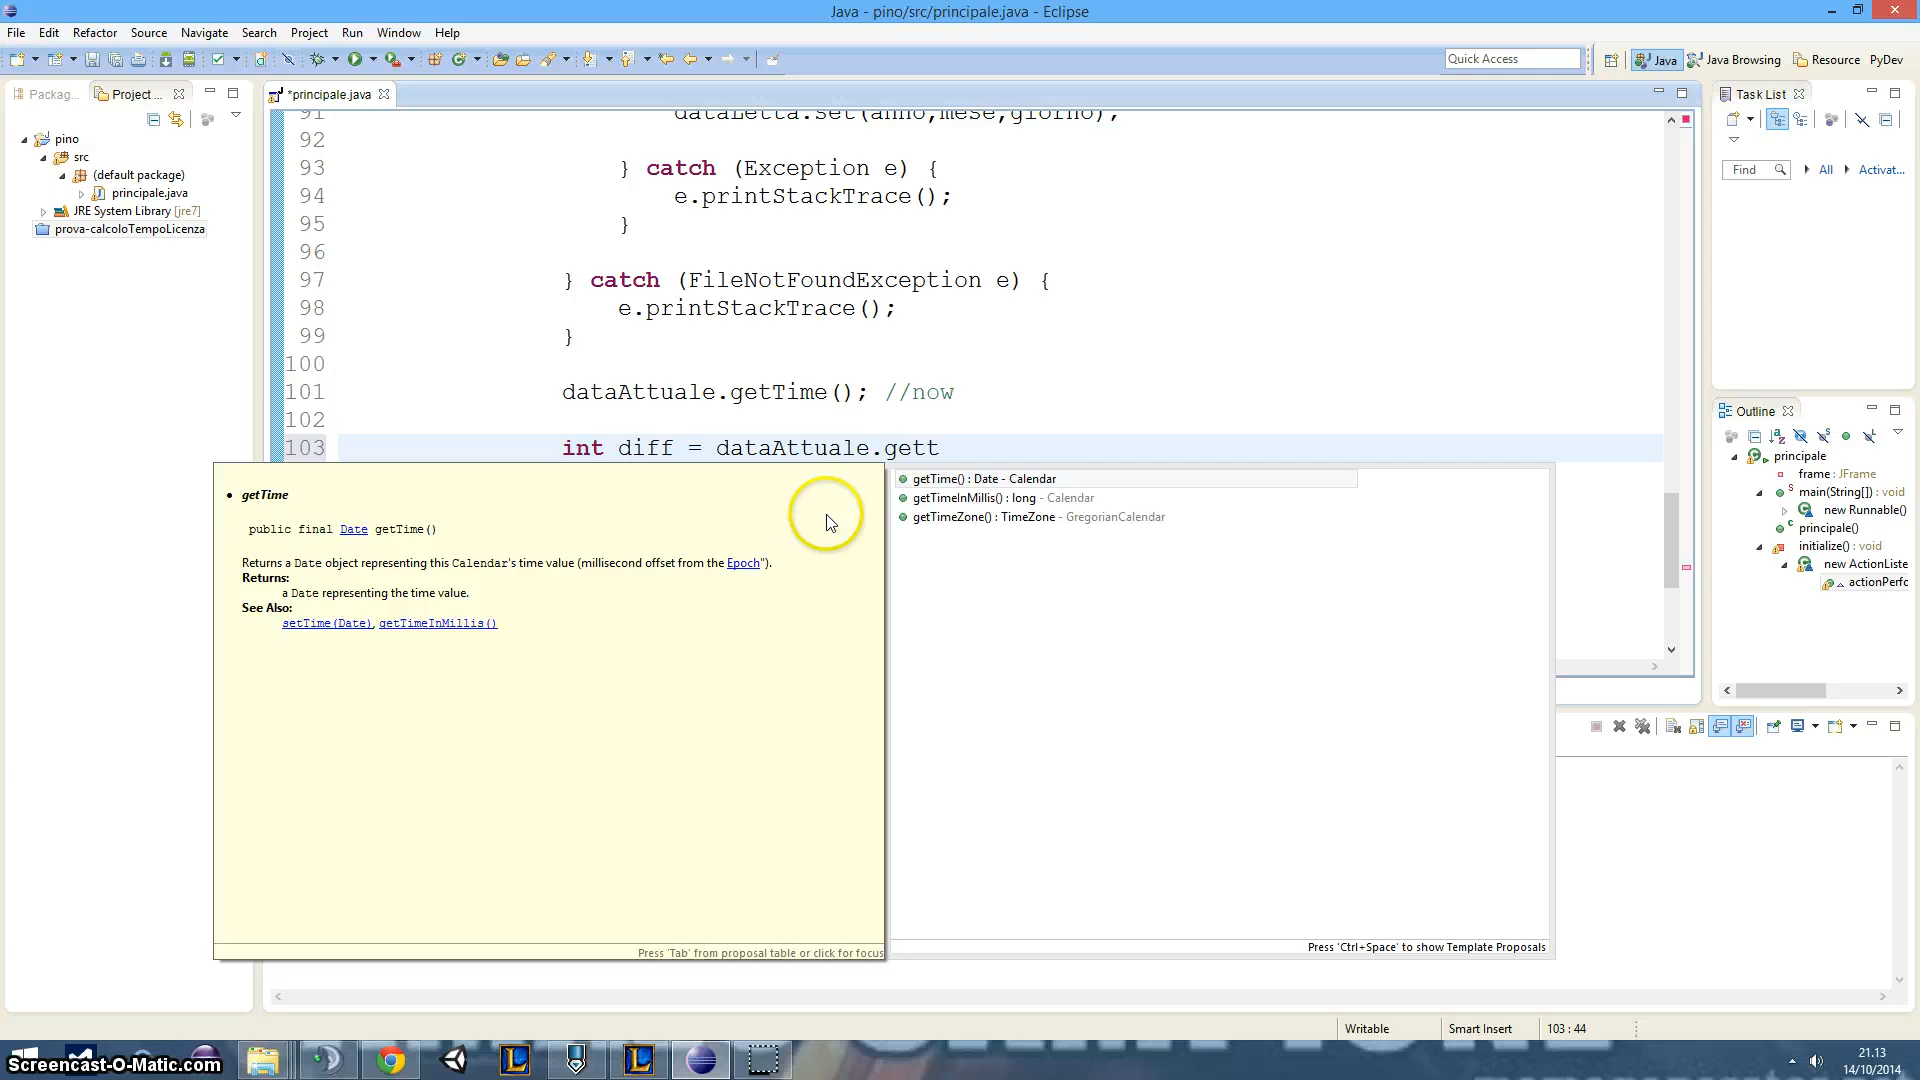 Java - pino/src/principale.java - Eclipse
File Edit Refactor Source Navigate Search Project Run Window Help
Quick Access
Java
Java Browsing
Resource
PyDev
Packag...
Project ...
*principale.java
Task List
pino
src
(default package)
principale.java
JRE System Library [jre7]
prova-calcoloTempoLicenza
91 dataLetta.set(anno,mese,giorno);
92
93 } catch (Exception e) {
94 e.printStackTrace();
95 }
96
97 } catch (FileNotFoundException e) {
98 e.printStackTrace();
99 }
100
101 dataAttuale.getTime(); //now
102
103 int diff = dataAttuale.gett
Find
All
Activat...
Outline
principale
frame : JFrame
main(String[]) : void
new Runnable()
principale()
initialize() : void
new ActionListe
actionPerfo
getTime
public final Date getTime()
Returns a Date object representing this Calendar's time value (millisecond offset from the Epoch").
Returns:
a Date representing the time value.
See Also:
setTime(Date), getTimeInMillis()
Press 'Tab' from proposal table or click for focus
getTime() : Date - Calendar
getTimeInMillis() : long - Calendar
getTimeZone() : TimeZone - GregorianCalendar
Press 'Ctrl+Space' to show Template Proposals
Writable
Smart Insert
103 : 44
Screencast-O-Matic.com
21.13
14/10/2014